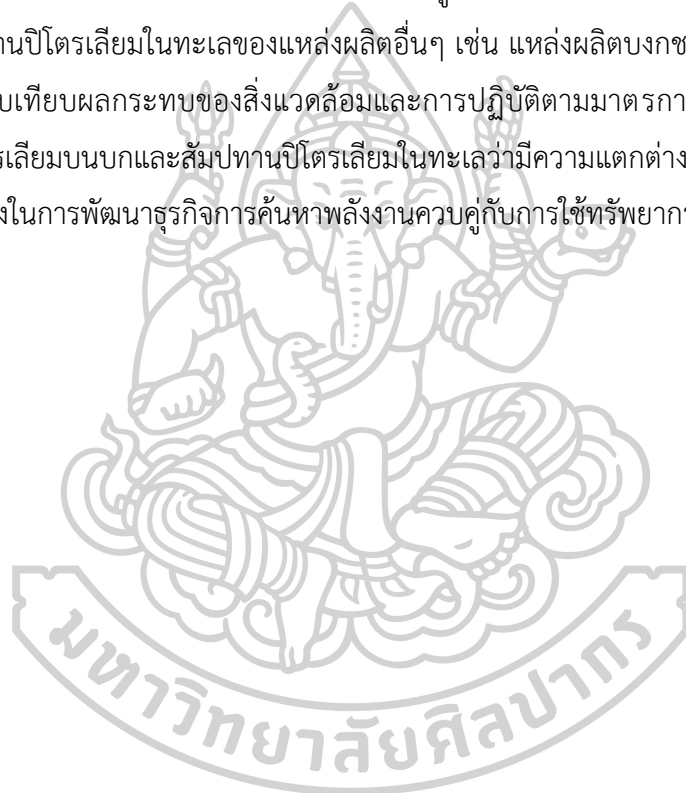 านปิโตรเลียมในทะเลของแหล่งผลิตอื่นๆ เช่น แหล่งผลิตบงกช
บเทียบผลกระทบของสิ่งแวดล้อมและการปฏิบัติตามมาตรกา
รเลียมบนบกและสัมปทานปิโตรเลียมในทะเลว่ามีความแตกต่าง
งในการพัฒนาธุรกิจการค้นหาพลังงานควบคู่กับการใช้ทรัพยาก
มหาวิทยาลัยศิลปากร